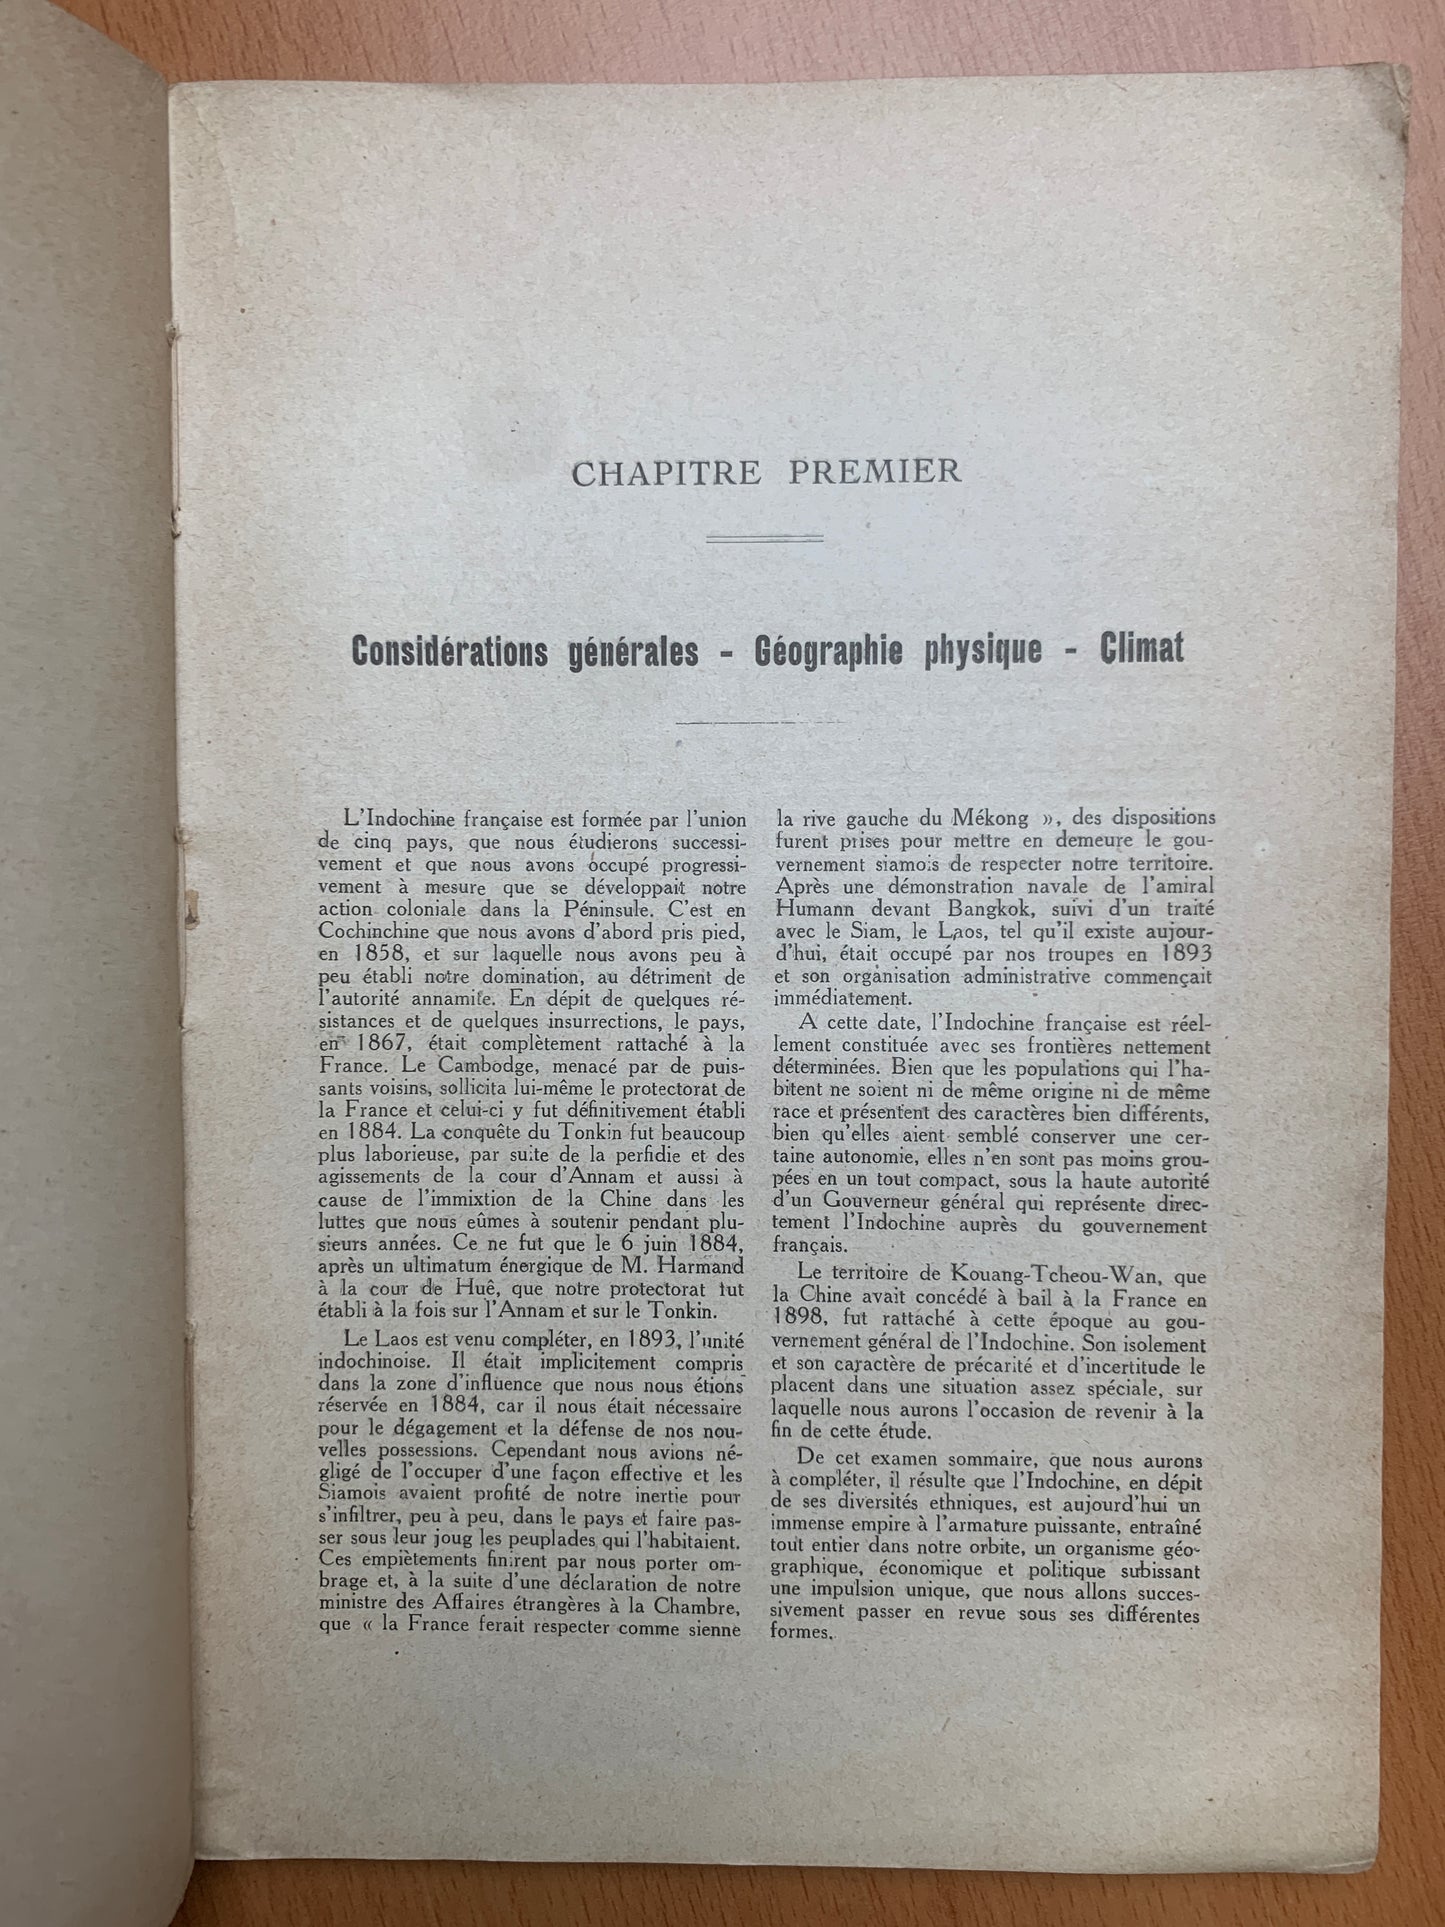 CHAPITRE PREMIER
Considérations générales - Géographie physique - Climat
L'Indochine française est formée par l'union
de cinq pays, que nous étudierons successi-
vement et que nous avons occupé progressi-
vement à mesure que se développait notre
action coloniale dans la Péninsule. C'est en
Cochinchine que nous avons d'abord pris pied,
en 1858, et sur laquelle nous avons peu à
peu établi notre domination, au détriment de
l'autorité annamite. En dépit de quelques ré-
sistances et de quelques insurrections, le pays,
en 1867, était complètement rattaché à la
France. Le Cambodge, menacé par de puis-
sants voisins, sollicita lui-même le protectorat de
la France et celui-ci y fut définitivement établi
en 1884. La conquête du Tonkin fut beaucoup
plus laborieuse, par suite de la perfidie et des
agissements de la cour d'Annam et aussi à
cause de l'immixtion de la Chine dans les
luttes que nous eûmes à soutenir pendant plu-
sieurs années. Ce ne fut que le 6 juin 1884,
après un ultimatum énergique de M. Harmand
à la cour de Huê, que notre protectorat fut
établi à la fois sur l'Annam et sur le Tonkin.
Le Laos est venu compléter, en 1893, l'unité
indochinoise. Il était implicitement compris
dans la zone d'influence que nous nous étions
réservée en 1884, car il nous était nécessaire
pour le dégagement et la défense de nos nou-
velles possessions. Cependant nous avions né-
gligé de l'occuper d'une façon effective et les
Siamois avaient profité de notre inertie pour
s'infiltrer, peu à peu, dans le pays et faire pas-
ser sous leur joug les peuplades qui l'habitaient.
Ces empiètements finirent par nous porter om-
brage et, à la suite d'une déclaration de notre
ministre des Affaires étrangères à la Chambre,
que « la France ferait respecter comme sienne
la rive gauche du Mékong », des dispositions
furent prises pour mettre en demeure le gou-
vernement siamois de respecter notre territoire.
Après une démonstration navale de l'amiral
Humann devant Bangkok, suivi d'un traité
avec le Siam, le Laos, tel qu'il existe aujour-
d'hui, était occupé par nos troupes en 1893
et son organisation administrative commençait
immédiatement.
A cette date, l'Indochine française est réel-
lement constituée avec ses frontières nettement
déterminées. Bien que les populations qui l'ha-
bitent ne soient ni de même origine ni de même
race et présentent des caractères bien différents,
bien qu'elles aient semblé conserver une cer-
taine autonomie, elles n'en sont pas moins grou-
pées en un tout compact, sous la haute autorité
d'un Gouverneur général qui représente direc-
tement l'Indochine auprès du gouvernement
français.
Le territoire de Kouang-Tcheou-Wan, que
la Chine avait concédé à bail à la France en
1898, fut rattaché à cette époque au gou-
vernement général de l'Indochine. Son isolement
et son caractère de précarité et d'incertitude le
placent dans une situation assez spéciale, sur
laquelle nous aurons l'occasion de revenir à la
fin de cette étude.
De cet examen sommaire, que nous aurons
à compléter, il résulte que l'Indochine, en dépit
de ses diversités ethniques, est aujourd'hui un
immense empire à l'armature puissante, entraîné
tout entier dans notre orbite, un organisme géo-
graphique, économique et politique subissant
une impulsion unique, que nous allons succes-
sivement passer en revue sous ses différentes
formes.